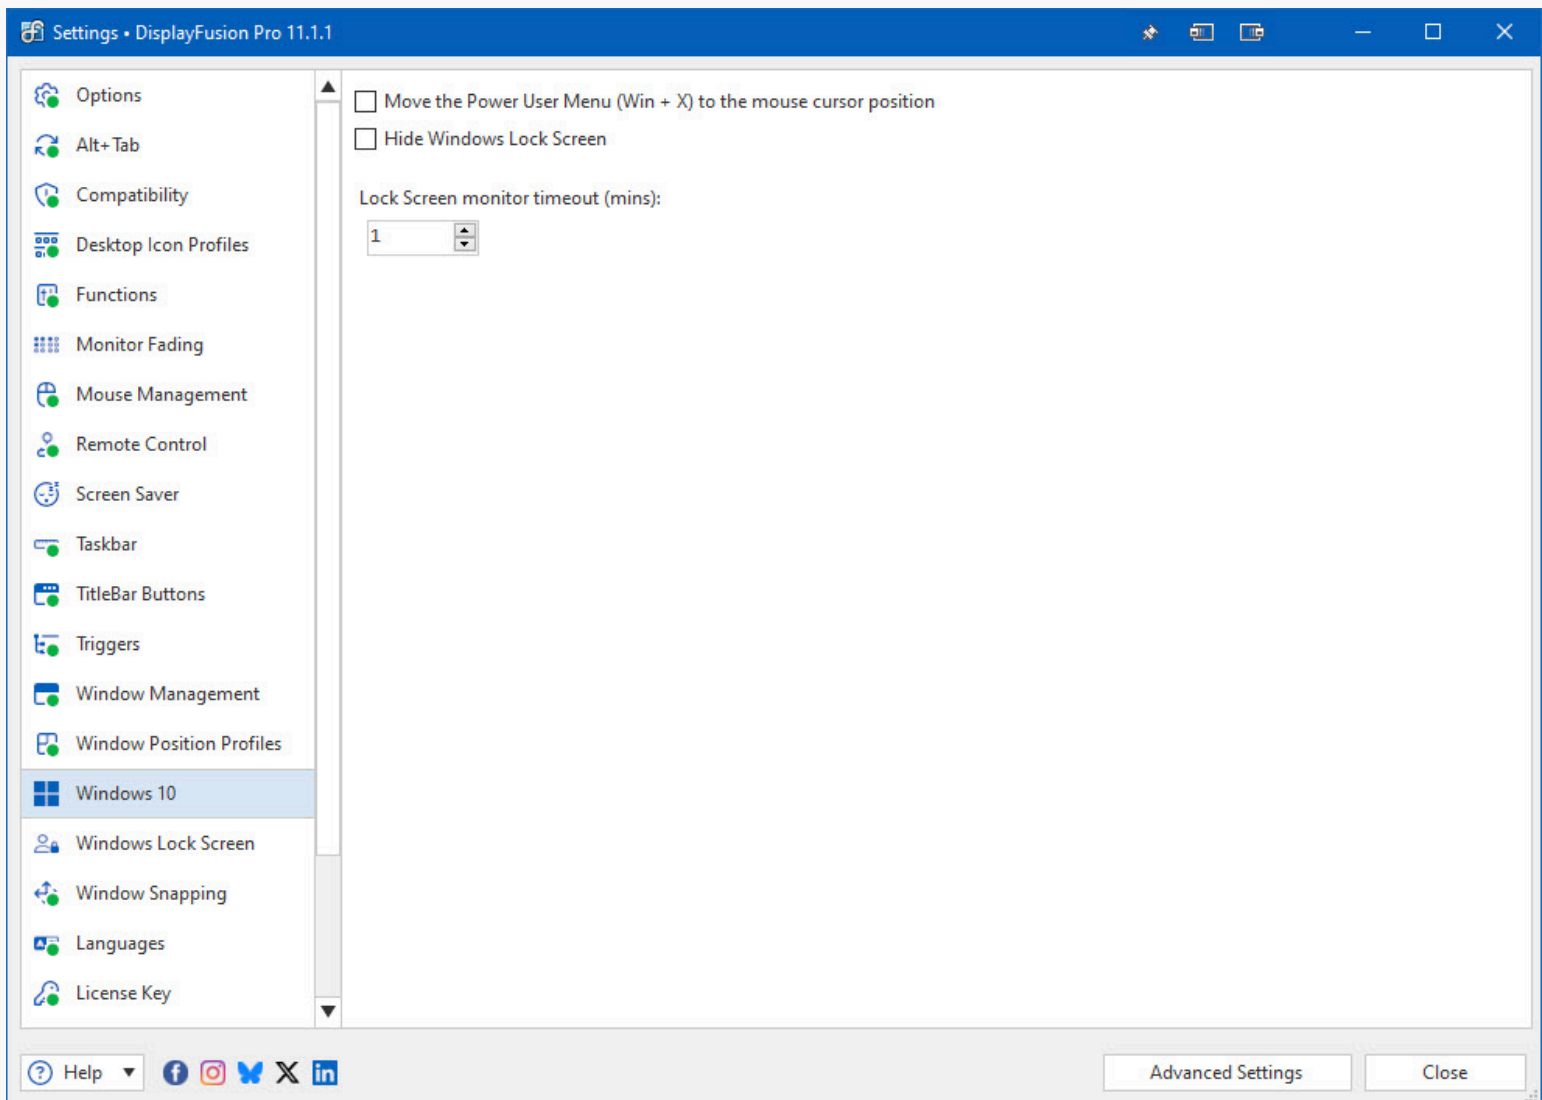 Settings • DisplayFusion Pro 11.1.1
Options
Alt+Tab
Compatibility
Desktop Icon Profiles
Functions
Monitor Fading
Mouse Management
Remote Control
Screen Saver
Taskbar
TitleBar Buttons
Triggers
Window Management
Window Position Profiles
Windows 10
Windows Lock Screen
Window Snapping
Languages
License Key
Move the Power User Menu (Win + X) to the mouse cursor position
Hide Windows Lock Screen
Lock Screen monitor timeout (mins):
1
Help
Advanced Settings
Close